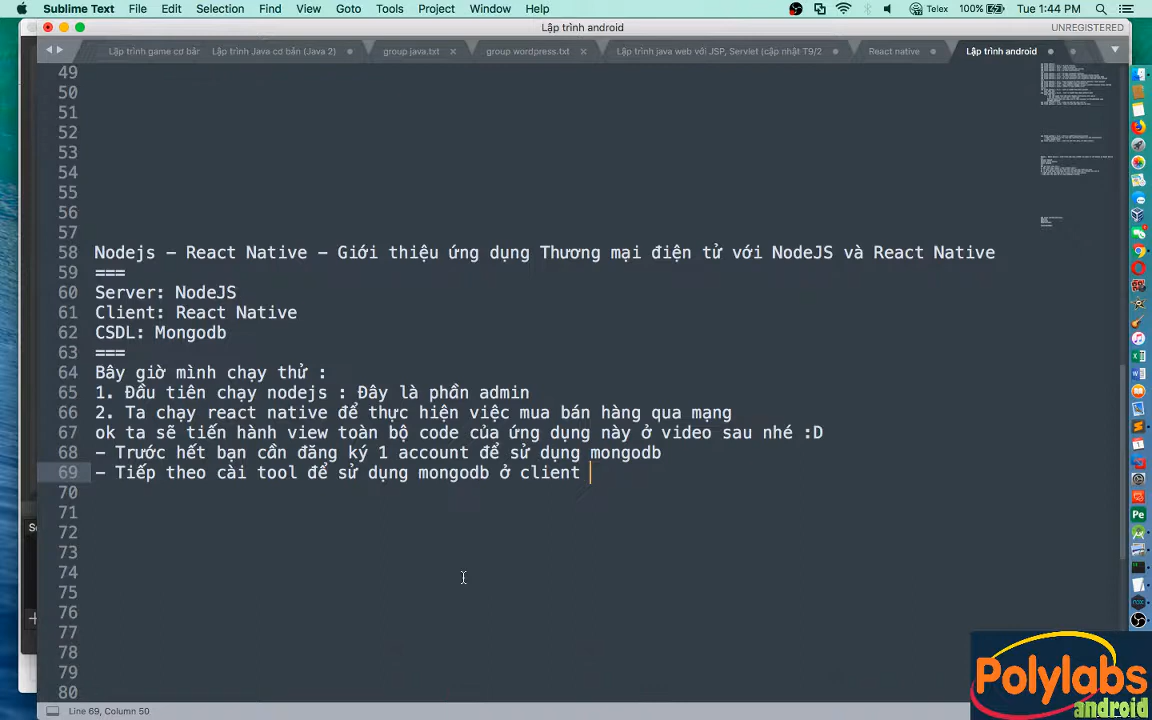 Sublime Text File Edit Selection Find View Goto Tools Project Window Help Telex 100% Tue 1:44 PM
Lập trình android UNREGISTERED
Lập trình game cơ bản Lập trình Java cơ bản (Java 2) group java.txt group wordpress.txt Lập trình java web với JSP, Servlet (cập nhật T9/2 React native Lập trình android
49
50
51
52
53
54
55
56
57
58 Nodejs - React Native - Giới thiệu ứng dụng Thương mại điện tử với NodeJS và React Native
59 ===
60 Server: NodeJS
61 Client: React Native
62 CSDL: Mongodb
63 ===
64 Bây giờ mình chạy thử :
65 1. Đầu tiên chạy nodejs : Đây là phần admin
66 2. Ta chạy react native để thực hiện việc mua bán hàng qua mạng
67 ok ta sẽ tiến hành view toàn bộ code của ứng dụng này ở video sau nhé :D
68 - Trước hết bạn cần đăng ký 1 account để sử dụng mongodb
69 - Tiếp theo cài tool để sử dụng mongodb ở client
70
71
72
73
74
75
76
77
78
79
80
Line 69, Column 50
Polylabs
android